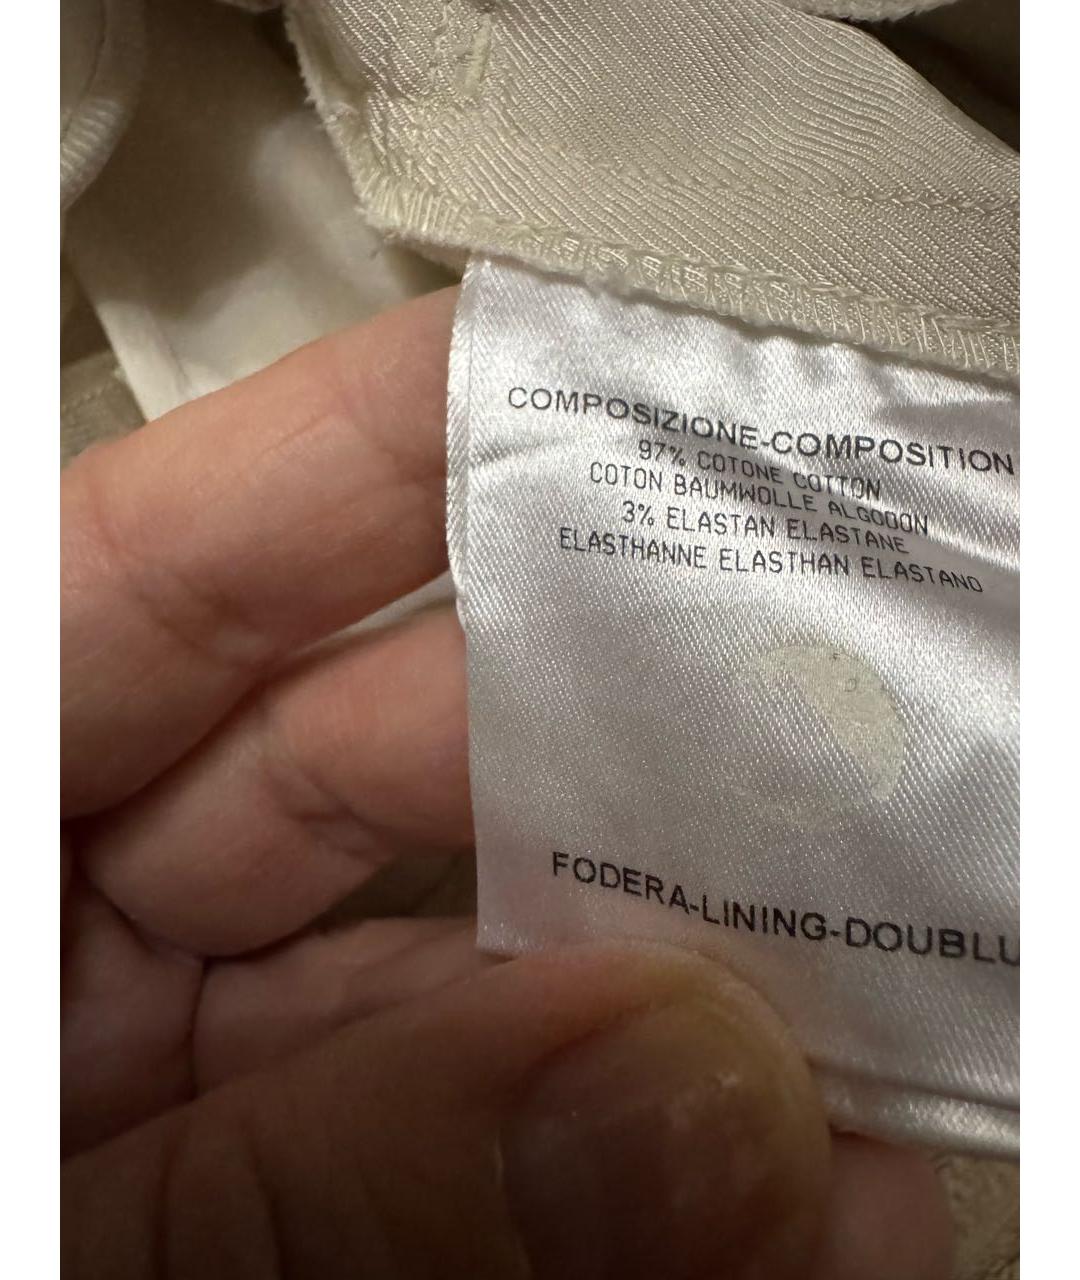 COMPOSIZIONE-COMPOSITION
97% COTONE COTTON
COTON BAUMWOLLE ALGODON
3% ELASTAN ELASTANE
ELASTHANNE ELASTHAN ELASTANO
FODERA-LINING-DOUBLU